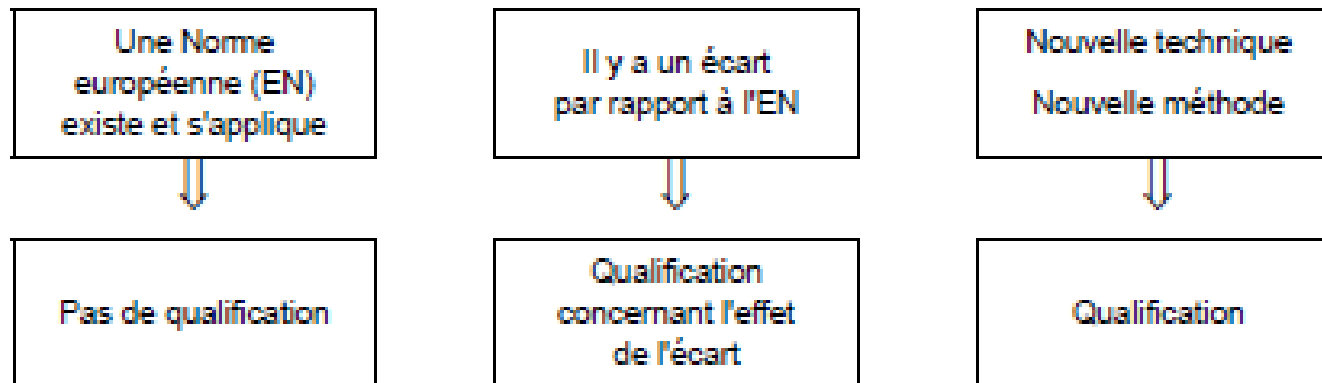 Une Norme
européenne (EN)
existe et s'applique
Il y a un écart
par rapport à l'EN
Nouvelle technique
Nouvelle méthode
Pas de qualification
Qualification
concernant l'effet
de l'écart
Qualification